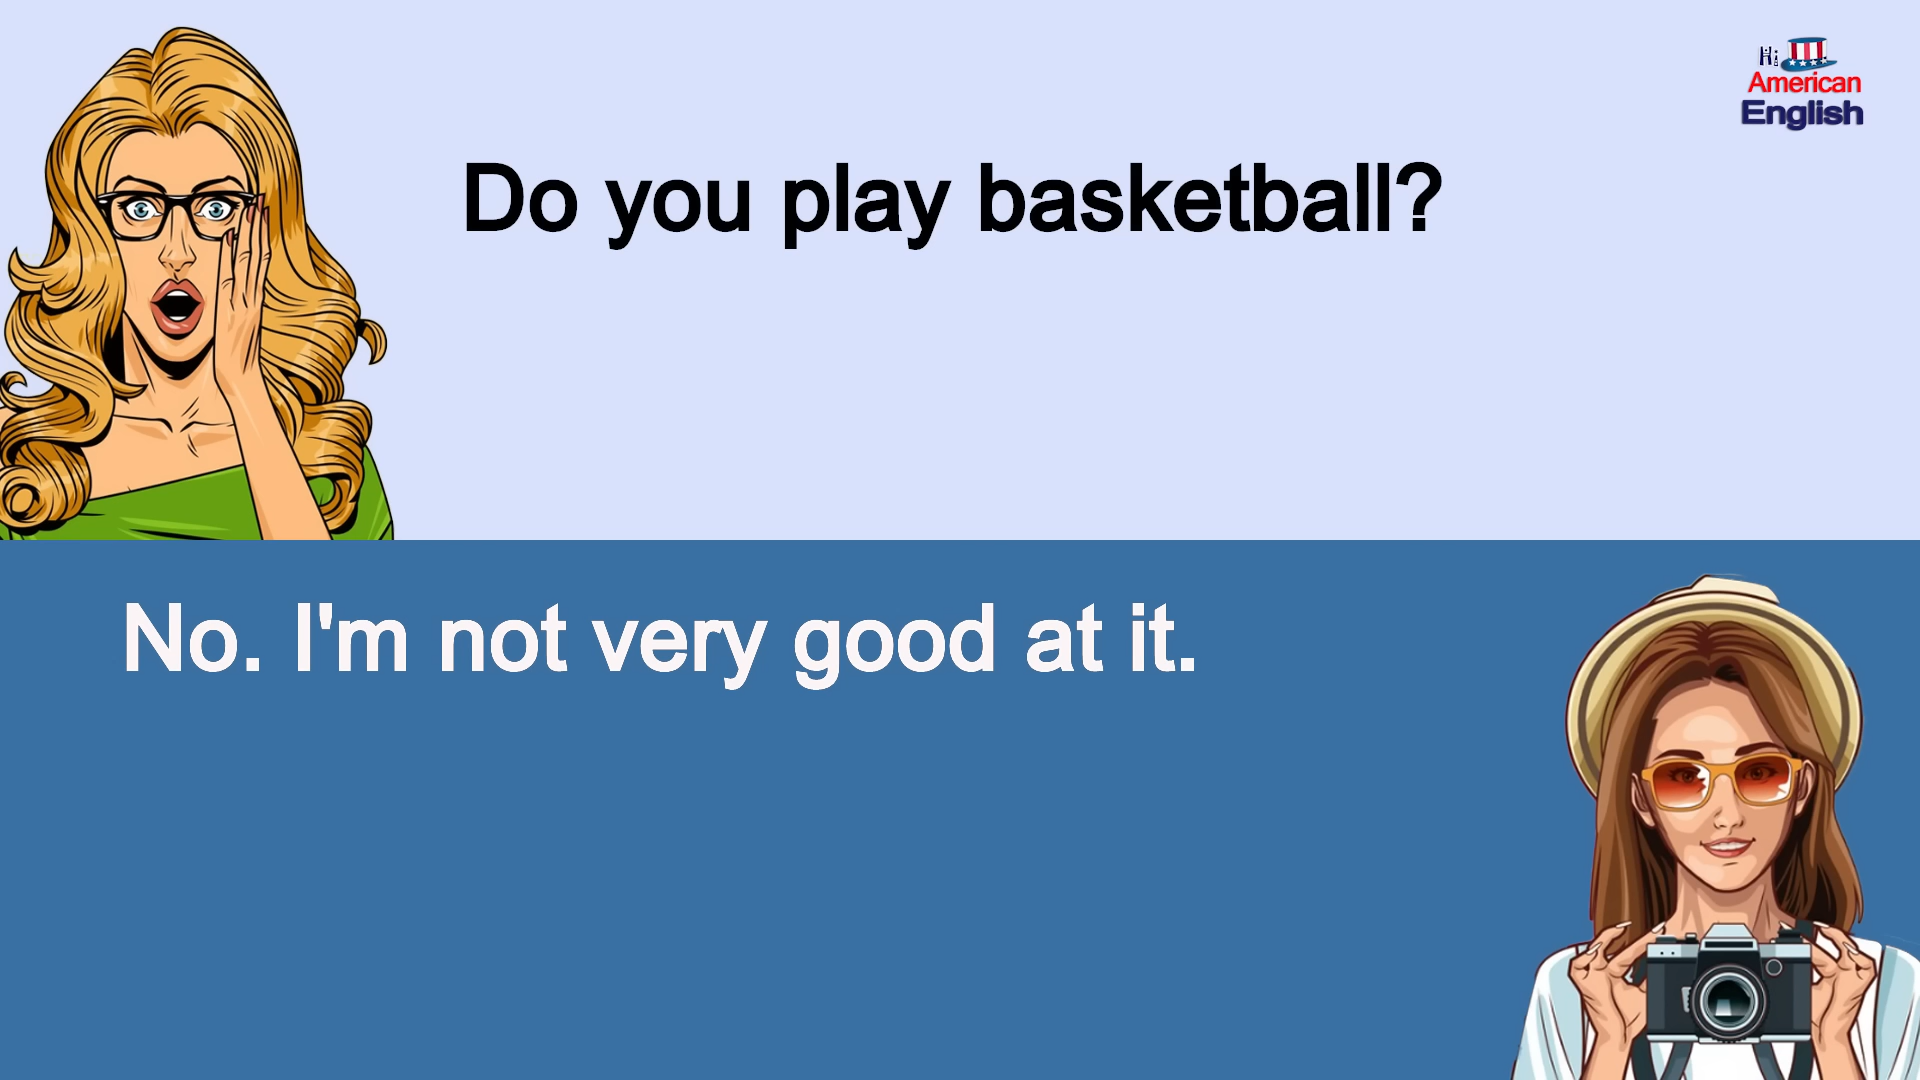 Hi
American
English
Do you play basketball?
No. I'm not very good at it.